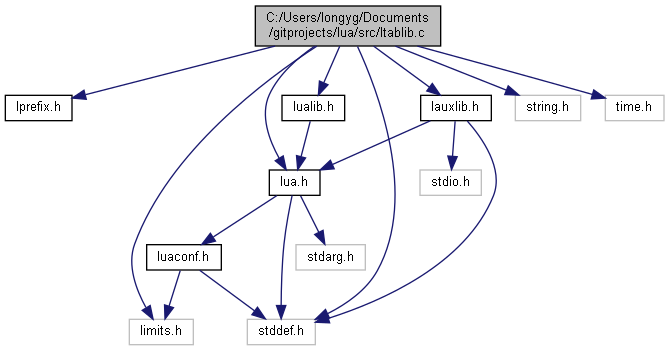 C:/Users/longyg/Documents
/gitprojects/lua/src/ltablib.c
lprefix.h
lualib.h
lauxlib.h
string.h
time.h
lua.h
stdio.h
luaconf.h
stdarg.h
limits.h
stddef.h